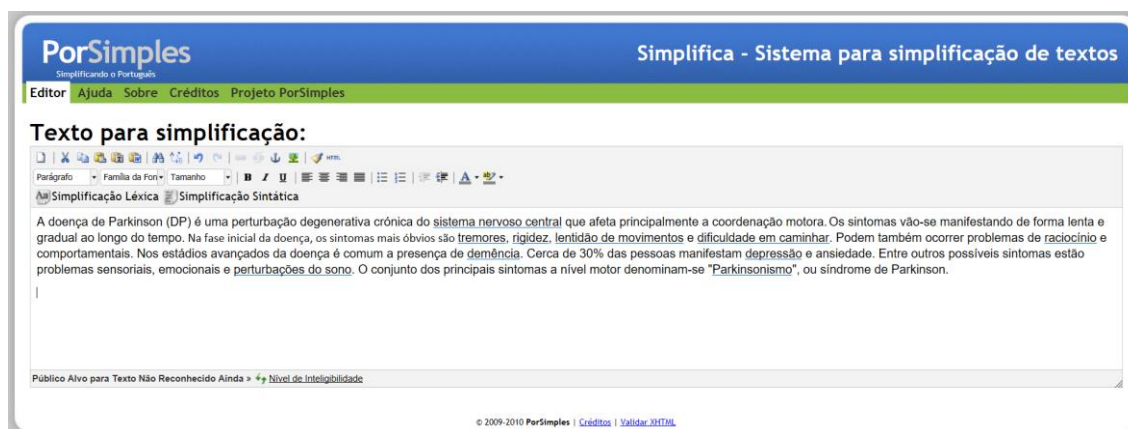 PorSimples
Simplificando o Português
Simplifica - Sistema para simplificação de textos
Editor Ajuda Sobre Créditos Projeto PorSimples
Texto para simplificação:
HTML
Parágrafo Família da Fon Tamanho B I U A ab
Aa Simplificação Léxica Simplificação Sintática
A doença de Parkinson (DP) é uma perturbação degenerativa crónica do sistema nervoso central que afeta principalmente a coordenação motora. Os sintomas vão-se manifestando de forma lenta e
gradual ao longo do tempo. Na fase inicial da doença, os sintomas mais óbvios são tremores, rigidez, lentidão de movimentos e dificuldade em caminhar. Podem também ocorrer problemas de raciocínio e
comportamentais. Nos estádios avançados da doença é comum a presença de demência. Cerca de 30% das pessoas manifestam depressão e ansiedade. Entre outros possíveis sintomas estão
problemas sensoriais, emocionais e perturbações do sono. O conjunto dos principais sintomas a nível motor denominam-se "Parkinsonismo", ou síndrome de Parkinson.
Público Alvo para Texto Não Reconhecido Ainda » Nível de Inteligibilidade
© 2009-2010 PorSimples | Créditos | Validar XHTML